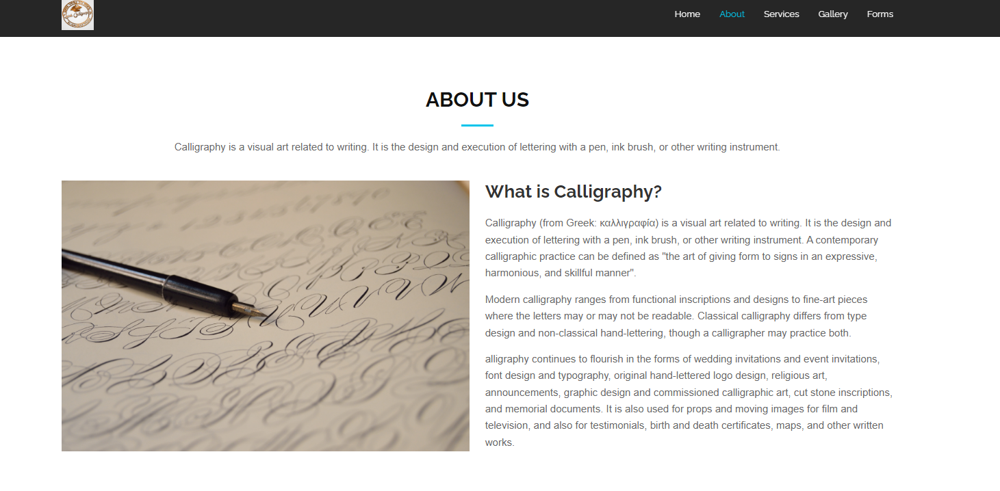 Home About Services Gallery Forms
ABOUT US
Calligraphy is a visual art related to writing. It is the design and execution of lettering with a pen, ink brush, or other writing instrument.
What is Calligraphy?
Calligraphy (from Greek: καλλιγραφία) is a visual art related to writing. It is the design and
execution of lettering with a pen, ink brush, or other writing instrument. A contemporary
calligraphic practice can be defined as "the art of giving form to signs in an expressive,
harmonious, and skillful manner".
Modern calligraphy ranges from functional inscriptions and designs to fine-art pieces
where the letters may or may not be readable. Classical calligraphy differs from type
design and non-classical hand-lettering, though a calligrapher may practice both.
alligraphy continues to flourish in the forms of wedding invitations and event invitations,
font design and typography, original hand-lettered logo design, religious art,
announcements, graphic design and commissioned calligraphic art, cut stone inscriptions,
and memorial documents. It is also used for props and moving images for film and
television, and also for testimonials, birth and death certificates, maps, and other written
works.